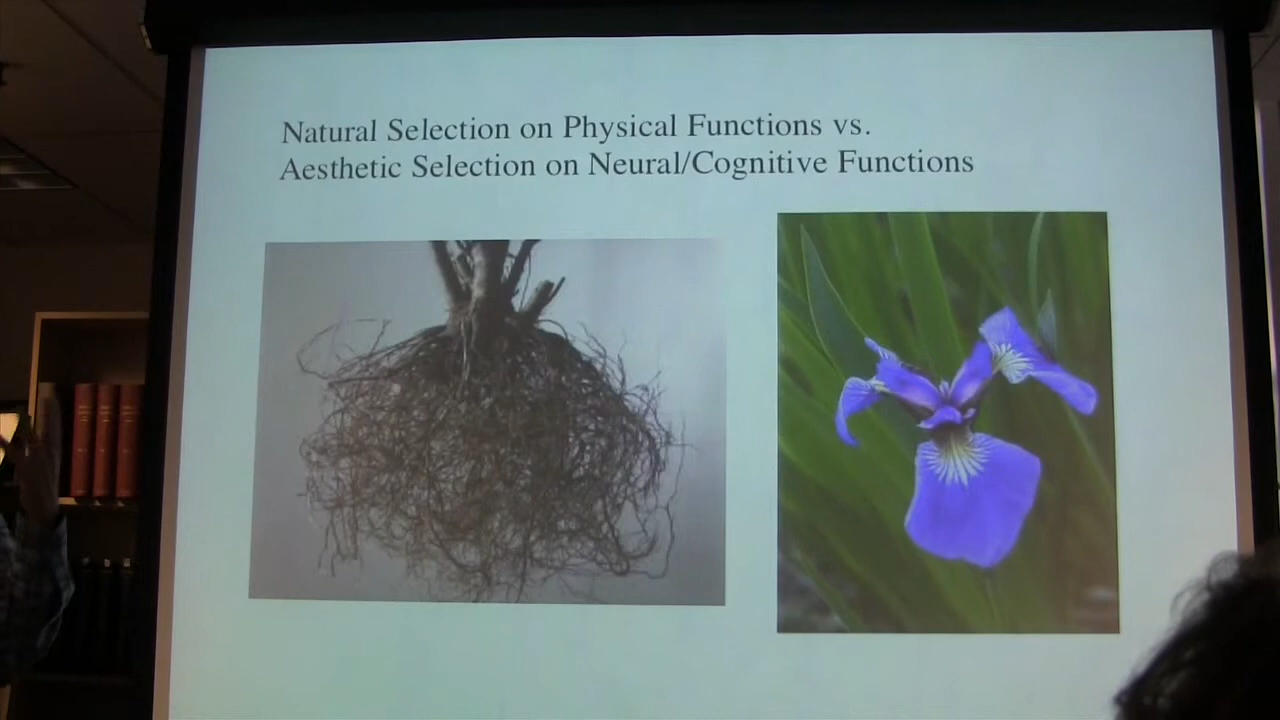 Natural Selection on Physical Functions vs.
Aesthetic Selection on Neural/Cognitive Functions